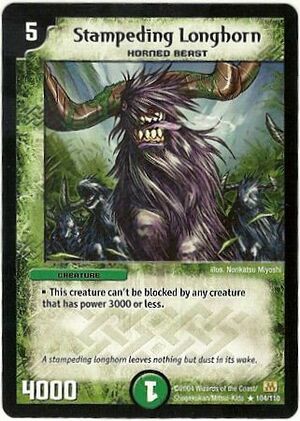 5
Stampeding Longhorn
HORNED BEAST
illus. Norikatsu Miyoshi
CREATURE
▪ This creature can't be blocked by any creature
that has power 3000 or less.
A stampeding longhorn leaves nothing but dust in its wake.
4000
1
©2004 Wizards of the Coast/
Shogakukan/Mitsui-Kids ★ 104/110